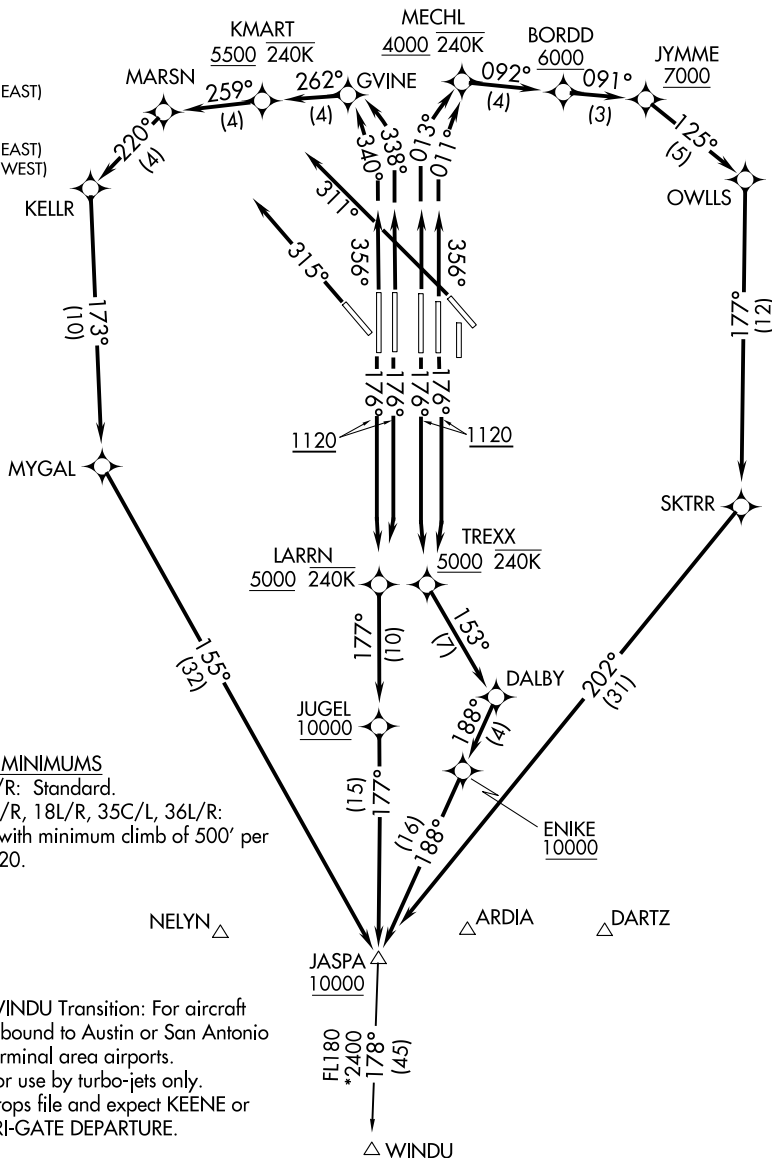 MECHL
4000 240K
KMART
5500 240K
BORDD
6000
JYMME
7000
EAST)
MARSN
259°
(4)
262°
(4)
GVINE
092°
(4)
091°
(3)
125°
(5)
EAST)
WEST)
220°
(4)
KELLR
340°
338°
013°
011°
OWLLS
311°
315°
356°
356°
173°
(10)
177°
(12)
176°
176°
176°
176°
1120
1120
MYGAL
SKTRR
LARRN
5000 240K
TREXX
5000 240K
177°
(10)
153°
(7)
155°
(32)
202°
(31)
DALBY
188°
(4)
JUGEL
10000
MINIMUMS
/R: Standard.
/R, 18L/R, 35C/L, 36L/R:
with minimum climb of 500' per
20.
177°
(15)
188°
(16)
ENIKE
10000
NELYN
ARDIA
DARTZ
JASPA
10000
WINDU Transition: For aircraft
bound to Austin or San Antonio
erminal area airports.
or use by turbo-jets only.
rops file and expect KEENE or
RI-GATE DEPARTURE.
FL180
*2400
178°
(45)
WINDU